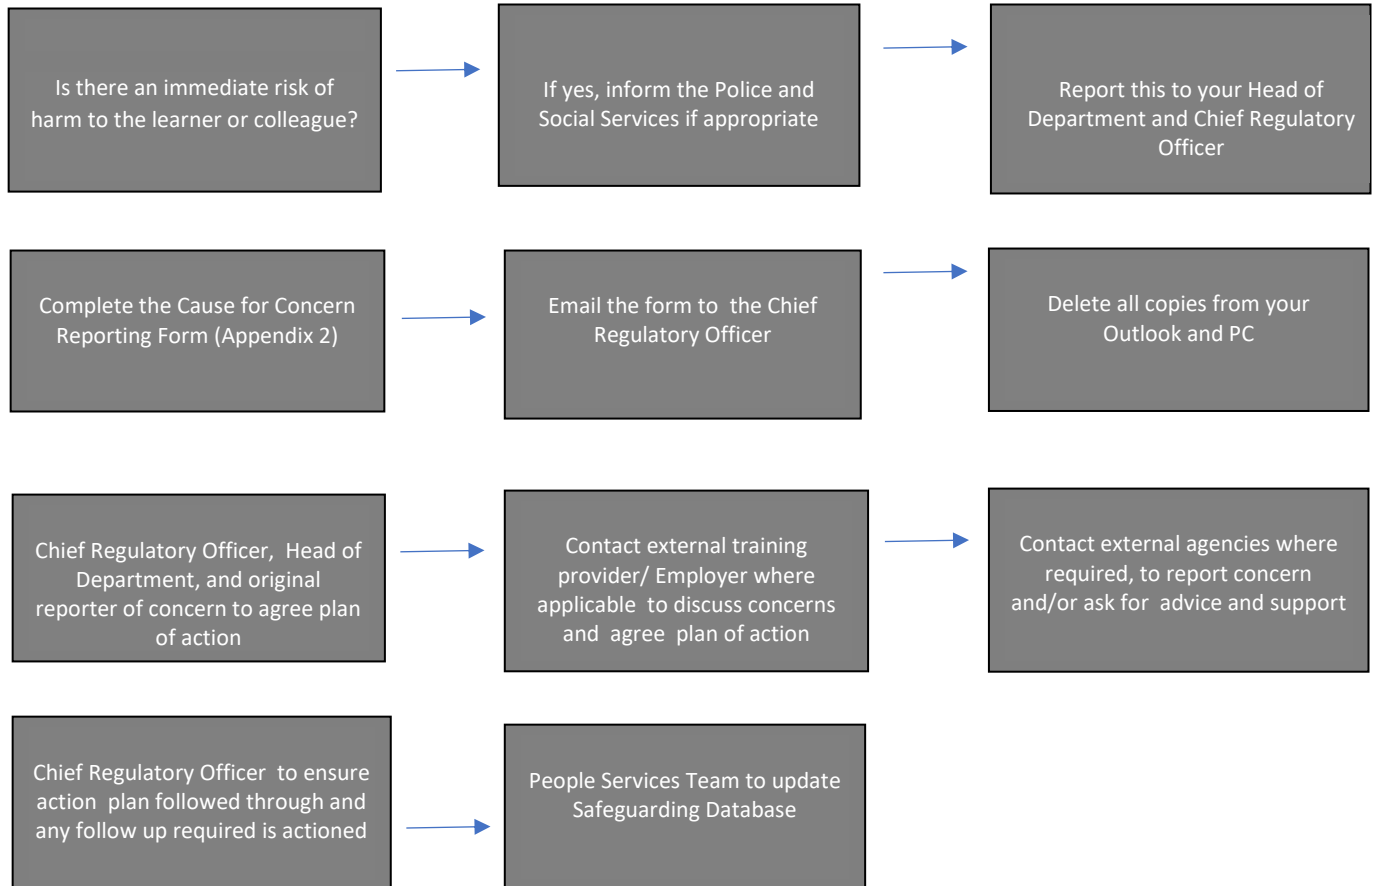 Is there an immediate risk of
harm to the learner or colleague?
If yes, inform the Police and
Social Services if appropriate
Report this to your Head of
Department and Chief Regulatory
Officer
Complete the Cause for Concern
Reporting Form (Appendix 2)
Email the form to the Chief
Regulatory Officer
Delete all copies from your
Outlook and PC
Chief Regulatory Officer, Head of
Department, and original
reporter of concern to agree plan
of action
Contact external training
provider/ Employer where
applicable to discuss concerns
and agree plan of action
Contact external agencies where
required, to report concern
and/or ask for advice and support
Chief Regulatory Officer to ensure
action plan followed through and
any follow up required is actioned
People Services Team to update
Safeguarding Database